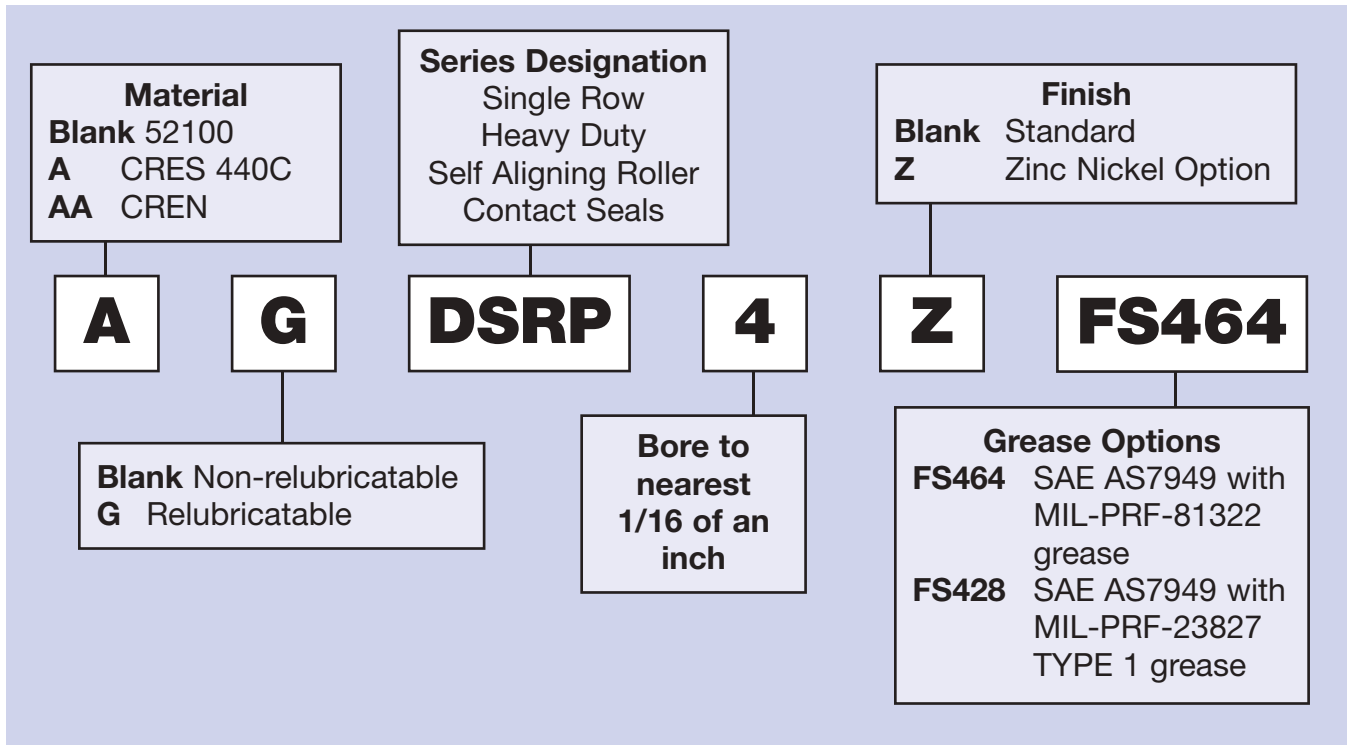 Material
Blank 52100
A CRES 440C
AA CREN
Series Designation
Single Row
Heavy Duty
Self Aligning Roller
Contact Seals
Finish
Blank Standard
Z Zinc Nickel Option
A G DSRP 4 Z FS464
Blank Non-relubricatable
G Relubricatable
Bore to
nearest
1/16 of an
inch
Grease Options
FS464 SAE AS7949 with
MIL-PRF-81322
grease
FS428 SAE AS7949 with
MIL-PRF-23827
TYPE 1 grease